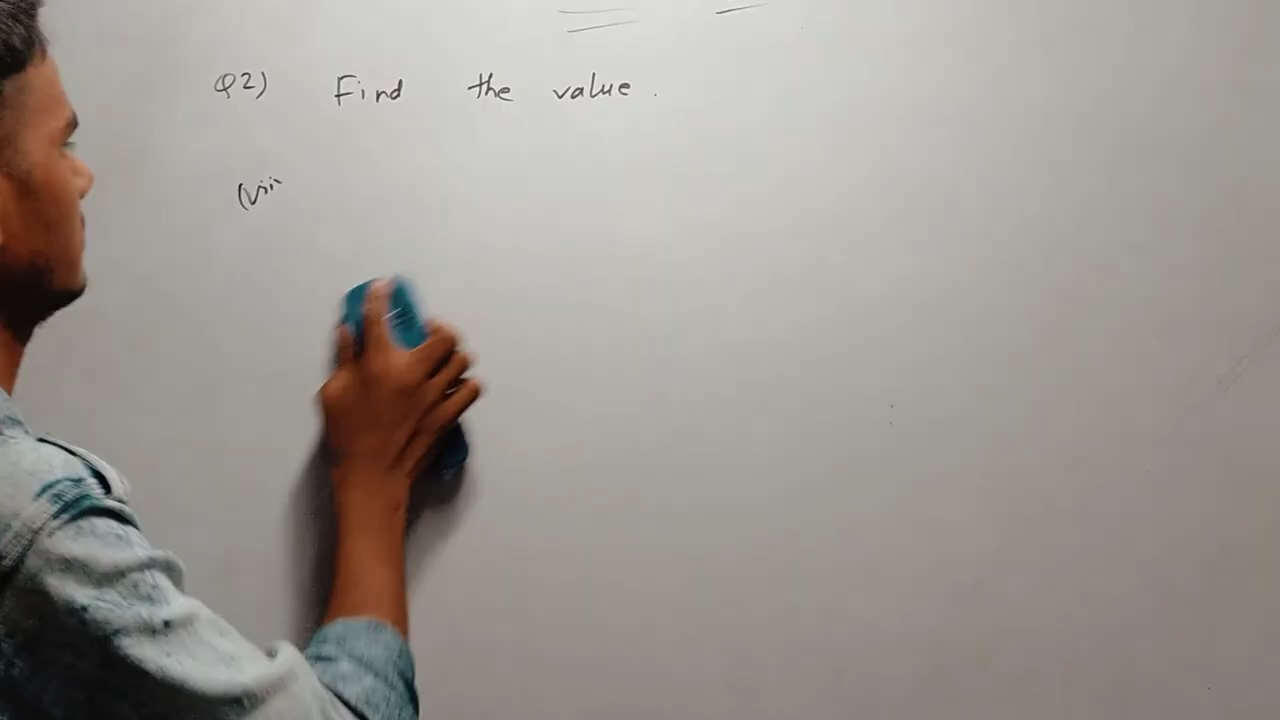 Q2) Find the value.
(vii